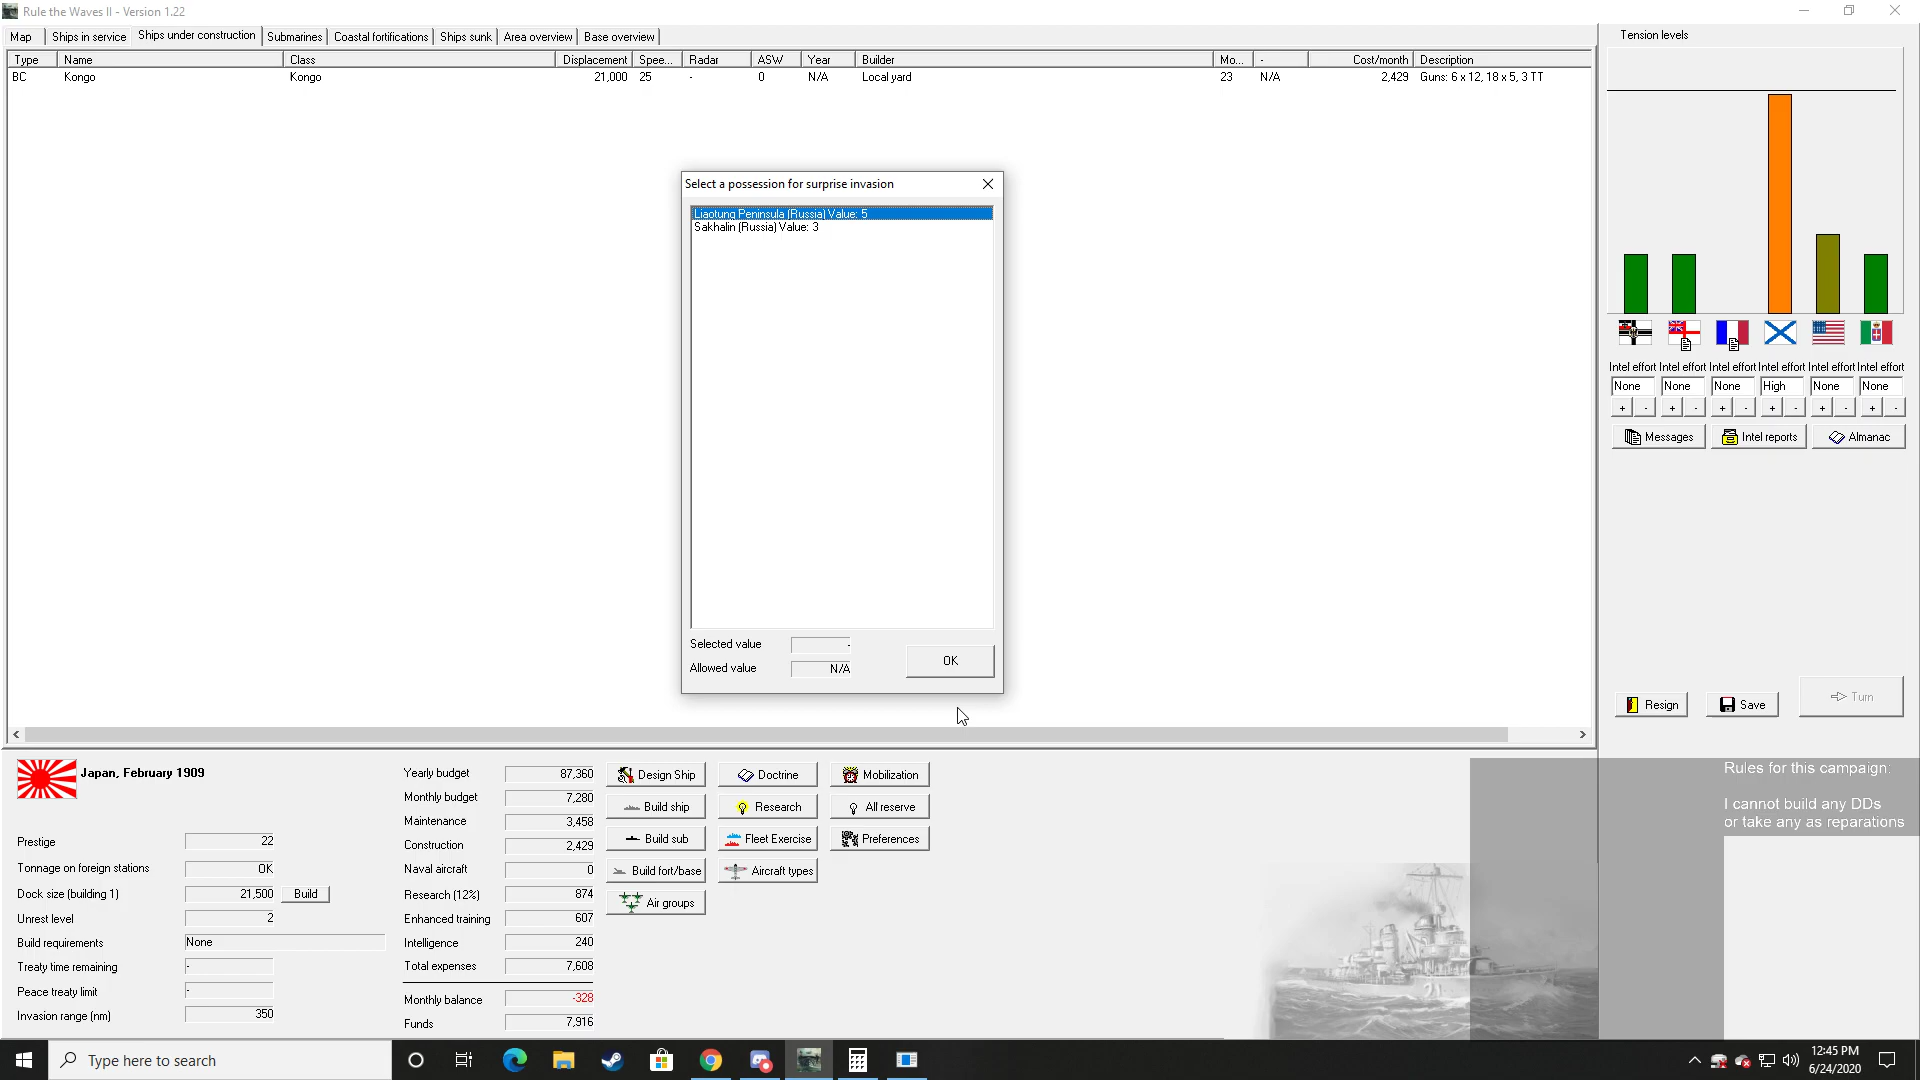 Rule the Waves II - Version 1.22
Map Ships in service Ships under construction Submarines Coastal fortifications Ships sunk Area overview Base overview
Tension levels
Type Name Class Displacement Spee... Radar ASW Year Builder Mo... - Cost/month Description
BC Kongo Kongo 21,000 25 - 0 N/A Local yard 23 N/A 2,429 Guns: 6 x 12, 18 x 5, 3 TT
Select a possession for surprise invasion
Liaotung Peninsula (Russia) Value: 5
Sakhalin (Russia) Value: 3
Selected value -
Allowed value N/A
OK
Intel effort Intel effort Intel effort Intel effort Intel effort Intel effort
None None None High None None
+ - + - + - + - + - + -
Messages Intel reports Almanac
Resign Save Turn
Japan, February 1909
Prestige 22
Tonnage on foreign stations OK
Dock size (building 1) 21,500 Build
Unrest level 2
Build requirements None
Treaty time remaining -
Peace treaty limit -
Invasion range (nm) 350
Yearly budget 87,360
Monthly budget 7,280
Maintenance 3,458
Construction 2,429
Naval aircraft 0
Research (12%) 874
Enhanced training 607
Intelligence 240
Total expenses 7,608
Monthly balance -328
Funds 7,916
Design Ship Doctrine Mobilization
Build ship Research All reserve
Build sub Fleet Exercise Preferences
Build fort/base Aircraft types
Air groups
Rules for this campaign:
I cannot build any DDs
or take any as reparations
Type here to search
12:45 PM
6/24/2020